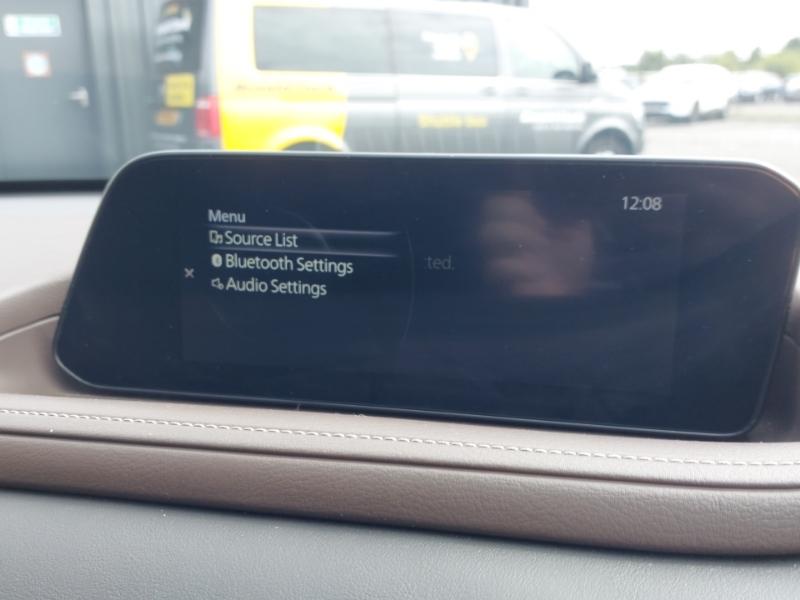 12:08
Menu
Source List
Bluetooth Settings
ted.
Audio Settings